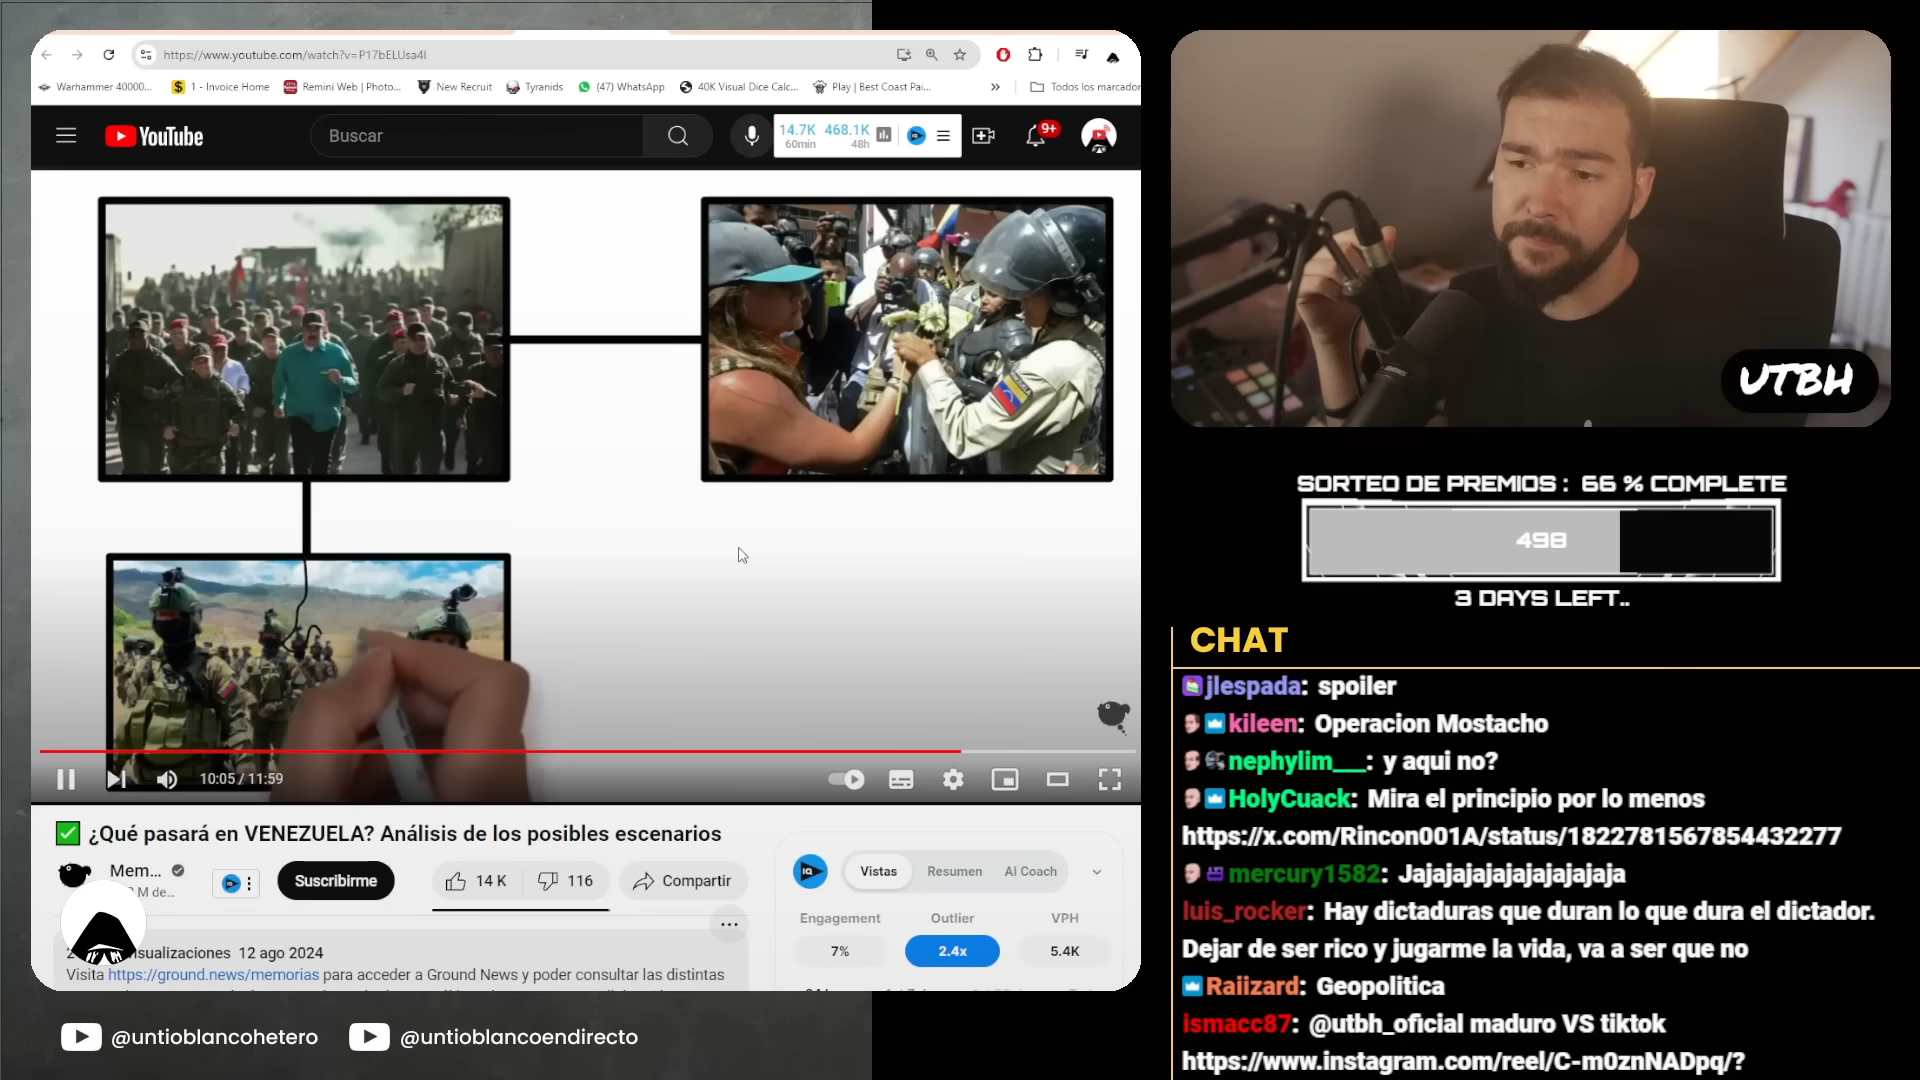 https://www.youtube.com/watch?v=P17bELUsa4I
Warhammer 40000...
1 - Invoice Home
Remini Web | Photo...
New Recruit
Tyranids
(47) WhatsApp
40K Visual Dice Calc...
Play | Best Coast Pai...
»
Todos los marcador
YouTube
Buscar
14.7K 468.1K
60min 48h
IQ
9+
10:05 / 11:59
¿Qué pasará en VENEZUELA? Análisis de los posibles escenarios
Mem...
M de...
IQ
Suscribirme
14 K
116
Compartir
sualizaciones 12 ago 2024
Visita https://ground.news/memorias para acceder a Ground News y poder consultar las distintas
IQ
Vistas
Resumen
AI Coach
Engagement
Outlier
VPH
7%
2.4x
5.4K
@untioblancohetero
@untioblancoendirecto
UTBH
SORTEO DE PREMIOS : 66 % COMPLETE
498
3 DAYS LEFT..
CHAT
jlespada: spoiler
kileen: Operacion Mostacho
nephylim___: y aqui no?
HolyCuack: Mira el principio por lo menos
https://x.com/Rincon001A/status/1822781567854432277
mercury1582: Jajajajajajajajajaja
luis_rocker: Hay dictaduras que duran lo que dura el dictador.
Dejar de ser rico y jugarme la vida, va a ser que no
Raiizard: Geopolitica
ismacc87: @utbh_oficial maduro VS tiktok
https://www.instagram.com/reel/C-m0znNADpq/?